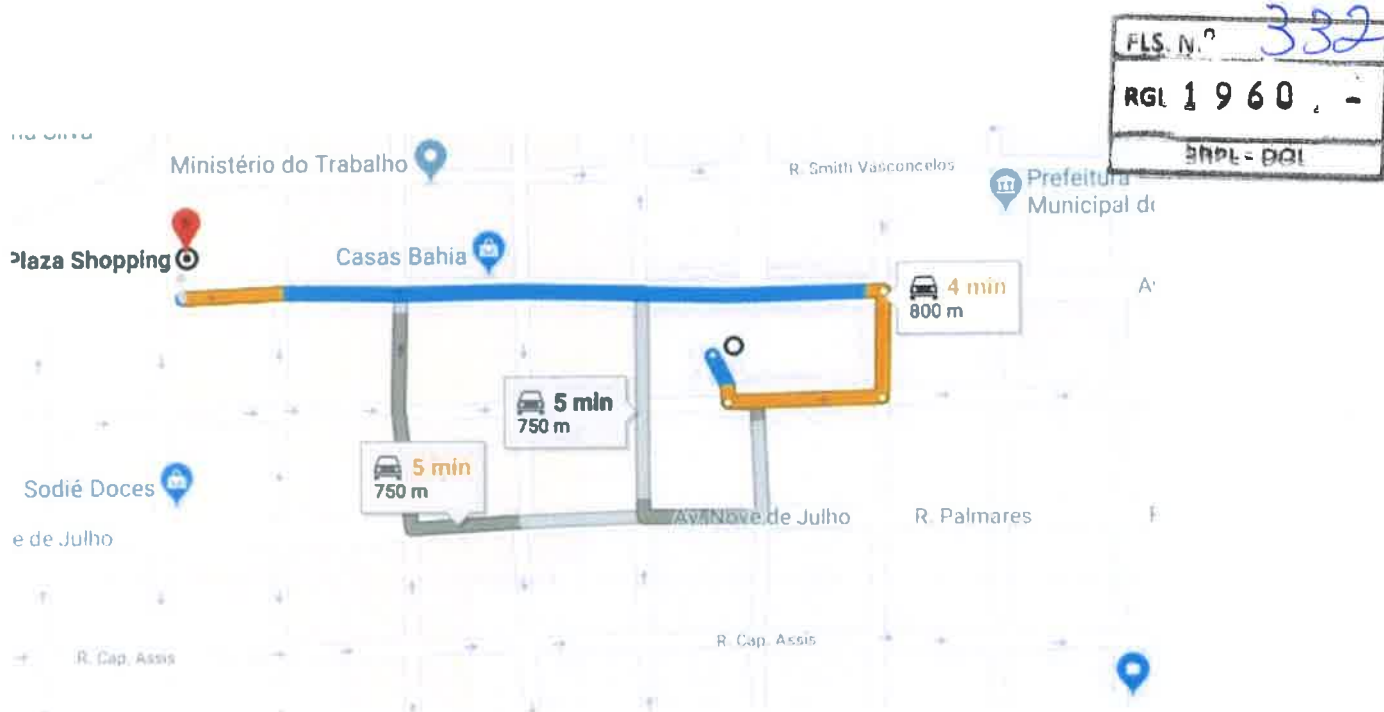 FLS. N.º 332
RGL 1960. -
Ministério do Trabalho
R. Smith Vasconcelos
Prefeitura
Municipal d
Plaza Shopping
Casas Bahia
4 min
800 m
5 min
750 m
5 min
750 m
Sodié Doces
Av. Nove de Julho
R. Palmares
e de Julho
R. Cap. Assis
R. Cap. Assis